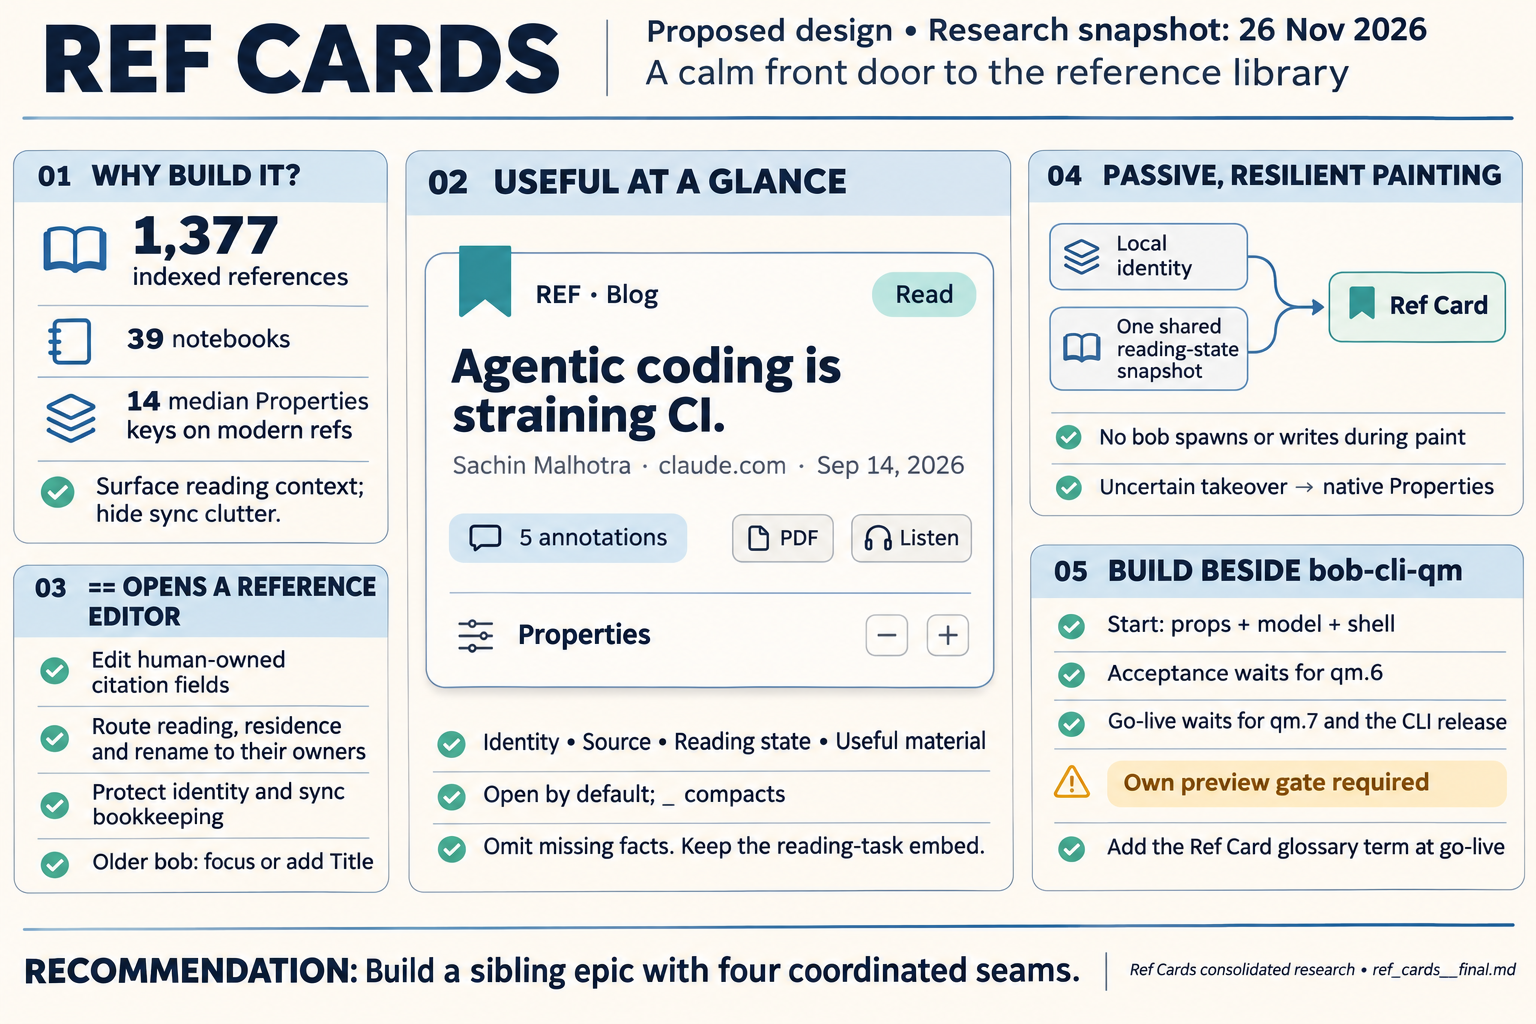 REF CARDS
Proposed design • Research snapshot: 26 Nov 2026
A calm front door to the reference library
01 WHY BUILD IT?
1,377
indexed references
39 notebooks
14 median Properties
keys on modern refs
Surface reading context;
hide sync clutter.
02 USEFUL AT A GLANCE
REF · Blog
Read
Agentic coding is
straining CI.
Sachin Malhotra · claude.com · Sep 14, 2026
5 annotations
PDF
Listen
Properties
− +
Identity • Source • Reading state • Useful material
Open by default; _ compacts
Omit missing facts. Keep the reading-task embed.
03 == OPENS A REFERENCE
EDITOR
Edit human-owned
citation fields
Route reading, residence
and rename to their owners
Protect identity and sync
bookkeeping
Older bob: focus or add Title
04 PASSIVE, RESILIENT PAINTING
Local
identity
One shared
reading-state
snapshot
Ref Card
No bob spawns or writes during paint
Uncertain takeover → native Properties
05 BUILD BESIDE bob-cli-qm
Start: props + model + shell
Acceptance waits for qm.6
Go-live waits for qm.7 and the CLI release
Own preview gate required
Add the Ref Card glossary term at go-live
RECOMMENDATION: Build a sibling epic with four coordinated seams.
Ref Cards consolidated research • ref_cards__final.md